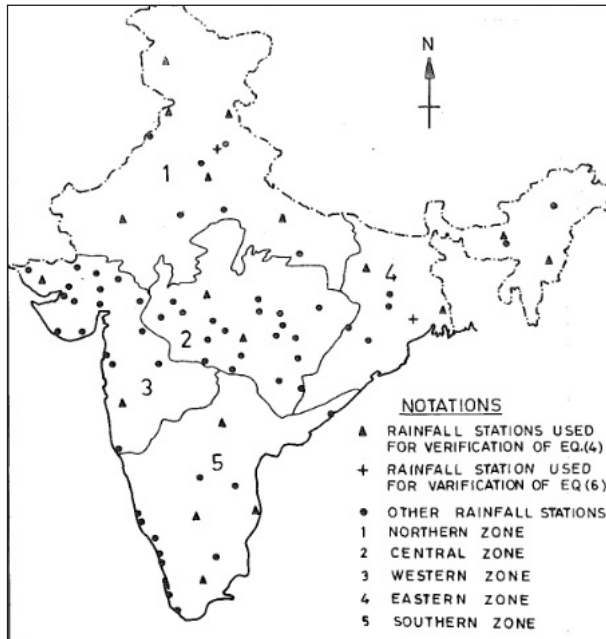 N
1
4
2
3
5
NOTATIONS
▲ RAINFALL STATIONS USED
FOR VERIFICATION OF EQ.(4)
+ RAINFALL STATION USED
FOR VARIFICATION OF EQ(6)
● OTHER RAINFALL STATIONS
1 NORTHERN ZONE
2 CENTRAL ZONE
3 WESTERN ZONE
4 EASTERN ZONE
5 SOUTHERN ZONE